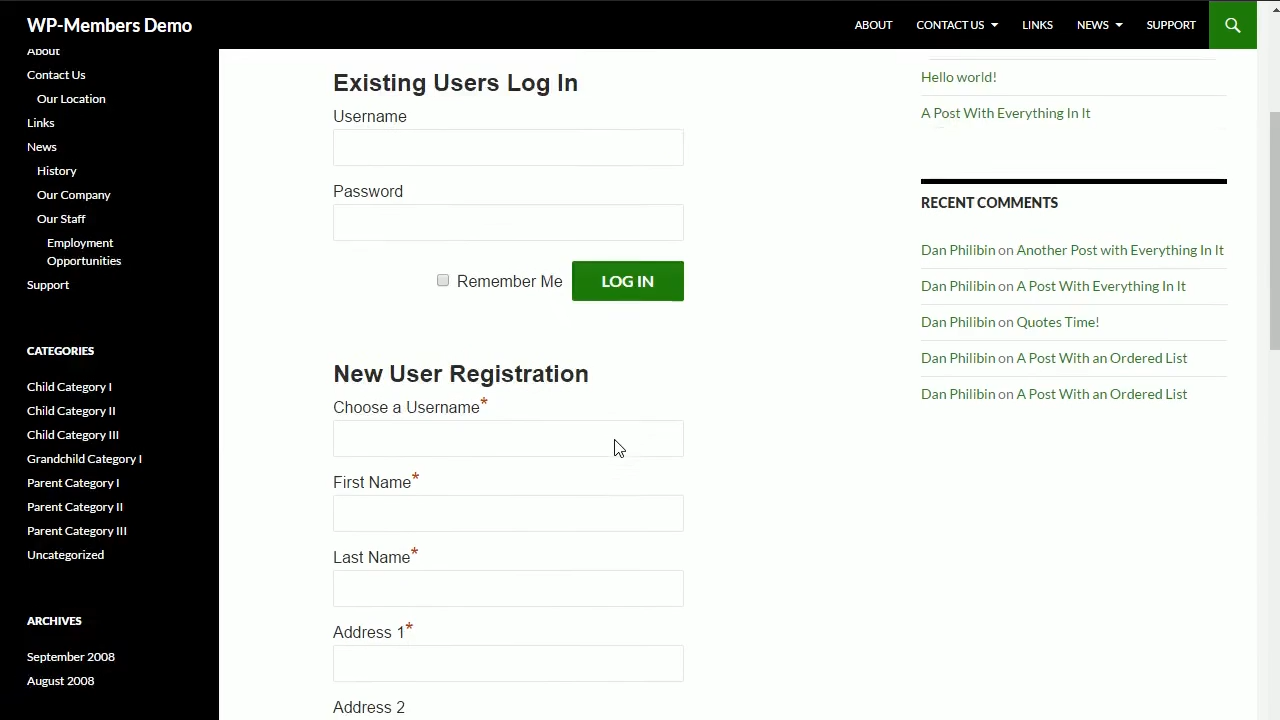 WP-Members Demo
ABOUT CONTACT US LINKS NEWS SUPPORT
About
Contact Us
Our Location
Links
News
History
Our Company
Our Staff
Employment
Opportunities
Support
CATEGORIES
Child Category I
Child Category II
Child Category III
Grandchild Category I
Parent Category I
Parent Category II
Parent Category III
Uncategorized
ARCHIVES
September 2008
August 2008
Existing Users Log In
Username
Password
Remember Me LOG IN
New User Registration
Choose a Username*
First Name*
Last Name*
Address 1*
Address 2
Hello world!
A Post With Everything In It
RECENT COMMENTS
Dan Philibin on Another Post with Everything In It
Dan Philibin on A Post With Everything In It
Dan Philibin on Quotes Time!
Dan Philibin on A Post With an Ordered List
Dan Philibin on A Post With an Ordered List